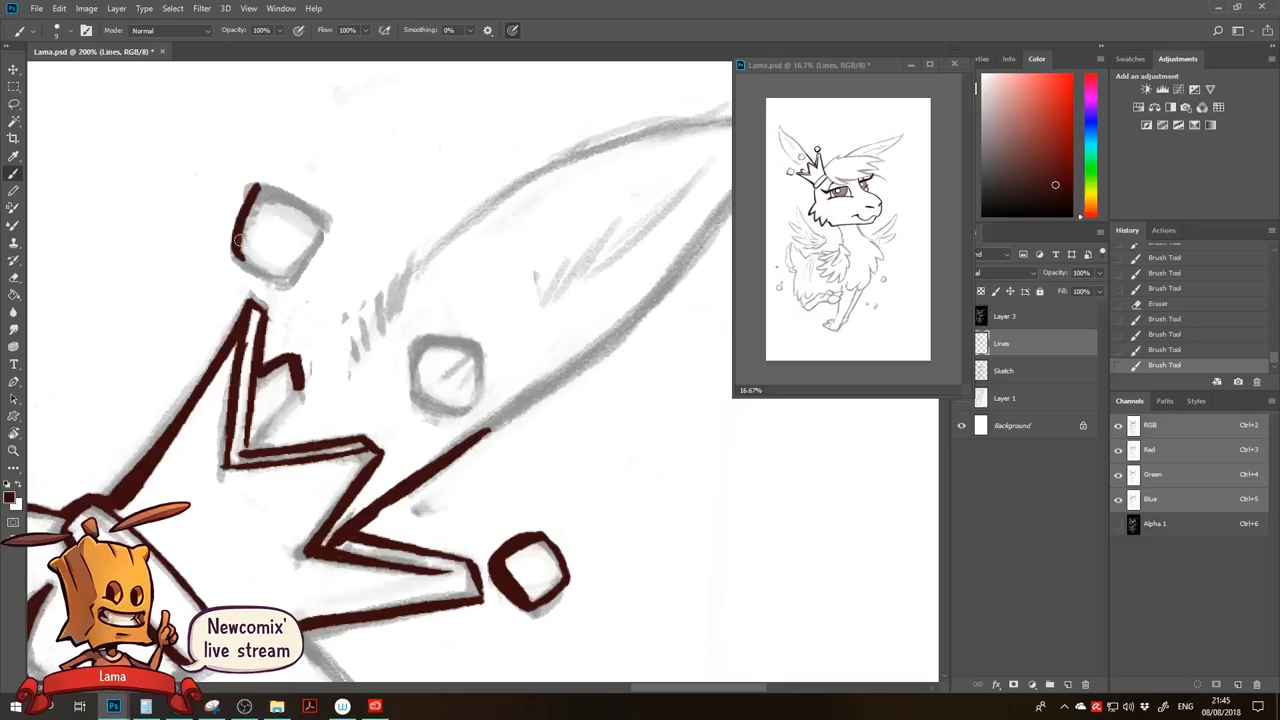 File Edit Image Layer Type Select Filter 3D View Window Help
9 Mode: Normal Opacity: 100% Flow: 100% Smoothing: 0%
Lama.psd @ 200% (Lines, RGB/8) *
Lama.psd @ 16.7% (Lines, RGB/8) *
16.67%
Info Color
Swatches Adjustments
Add an adjustment
History Actions
Brush Tool
Brush Tool
Brush Tool
Eraser
Brush Tool
Brush Tool
Brush Tool
Brush Tool
Opacity: 100%
Fill: 100%
Layer 3
Lines
Sketch
Layer 1
Background
Channels Paths Styles
RGB Ctrl+2
Red Ctrl+3
Green Ctrl+4
Blue Ctrl+5
Alpha 1 Ctrl+6
Newcomix'
live stream
Lama
21:45
08/08/2018